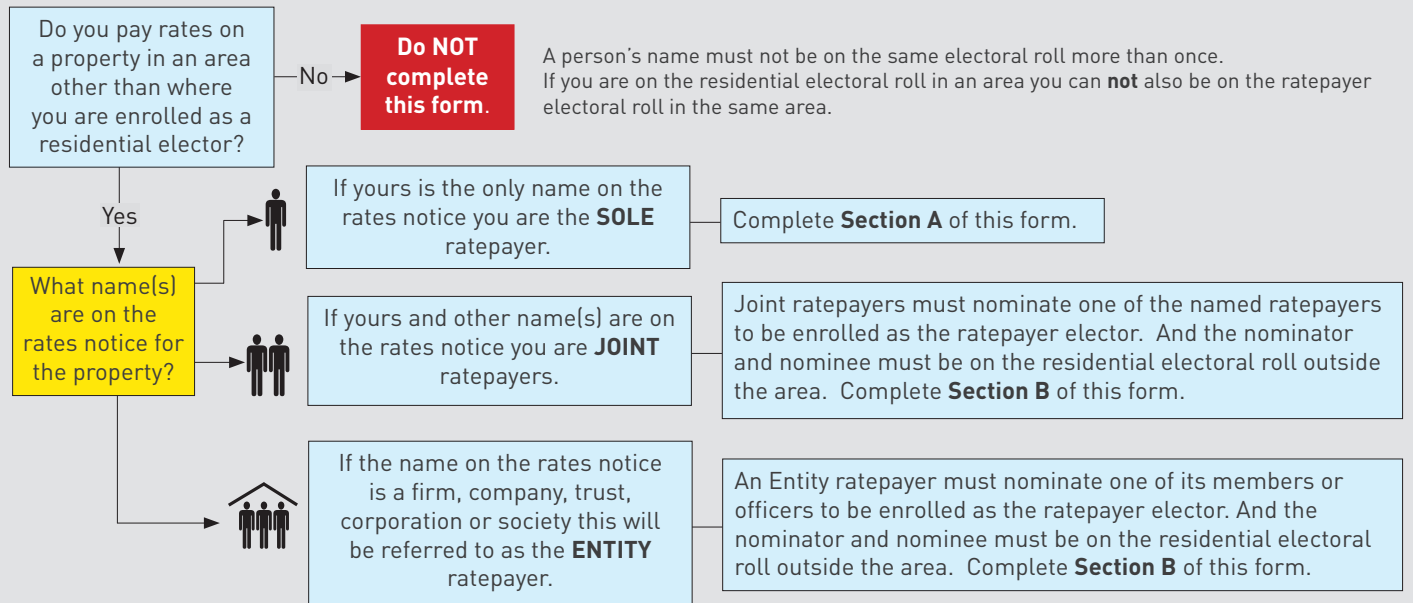 Do you pay rates on
a property in an area
other than where
you are enrolled as a
residential elector?
No
Do NOT
complete
this form.
A person’s name must not be on the same electoral roll more than once.
If you are on the residential electoral roll in an area you can not also be on the ratepayer
electoral roll in the same area.
Yes
What name(s)
are on the
rates notice for
the property?
If yours is the only name on the
rates notice you are the SOLE
ratepayer.
Complete Section A of this form.
If yours and other name(s) are on
the rates notice you are JOINT
ratepayers.
Joint ratepayers must nominate one of the named ratepayers
to be enrolled as the ratepayer elector.  And the nominator
and nominee must be on the residential electoral roll outside
the area.  Complete Section B of this form.
If the name on the rates notice
is a firm, company, trust,
corporation or society this will
be referred to as the ENTITY
ratepayer.
An Entity ratepayer must nominate one of its members or
officers to be enrolled as the ratepayer elector. And the
nominator and nominee must be on the residential electoral
roll outside the area.  Complete Section B of this form.